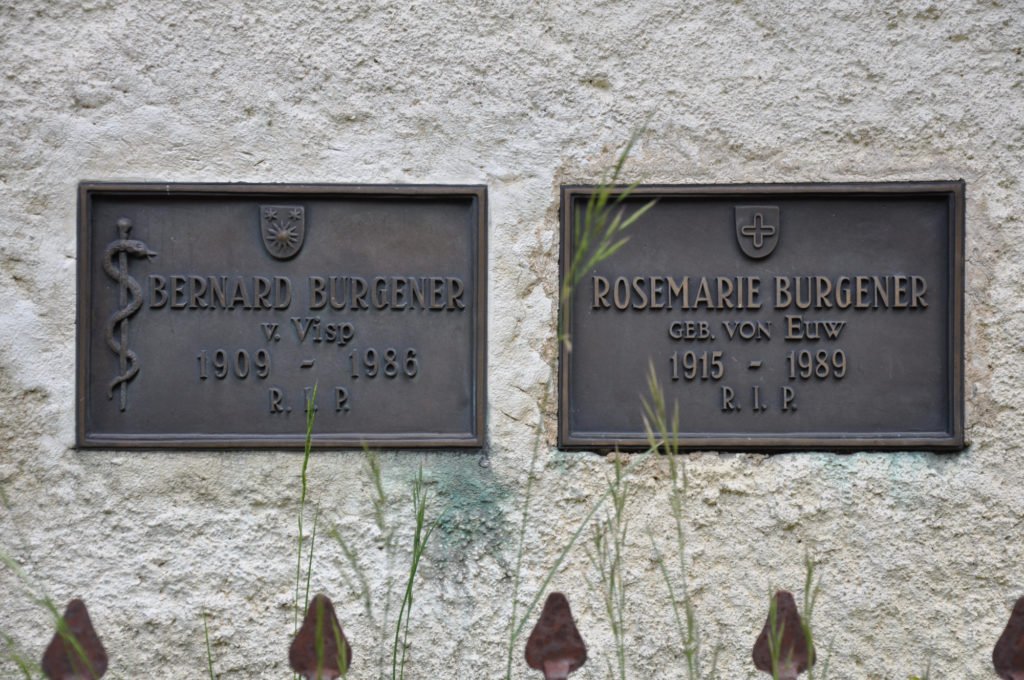 BERNARD BURGENER
v. Visp
1909 - 1986
R. I. P.
ROSEMARIE BURGENER
GEB. VON EUW
1915 - 1989
R. I. P.